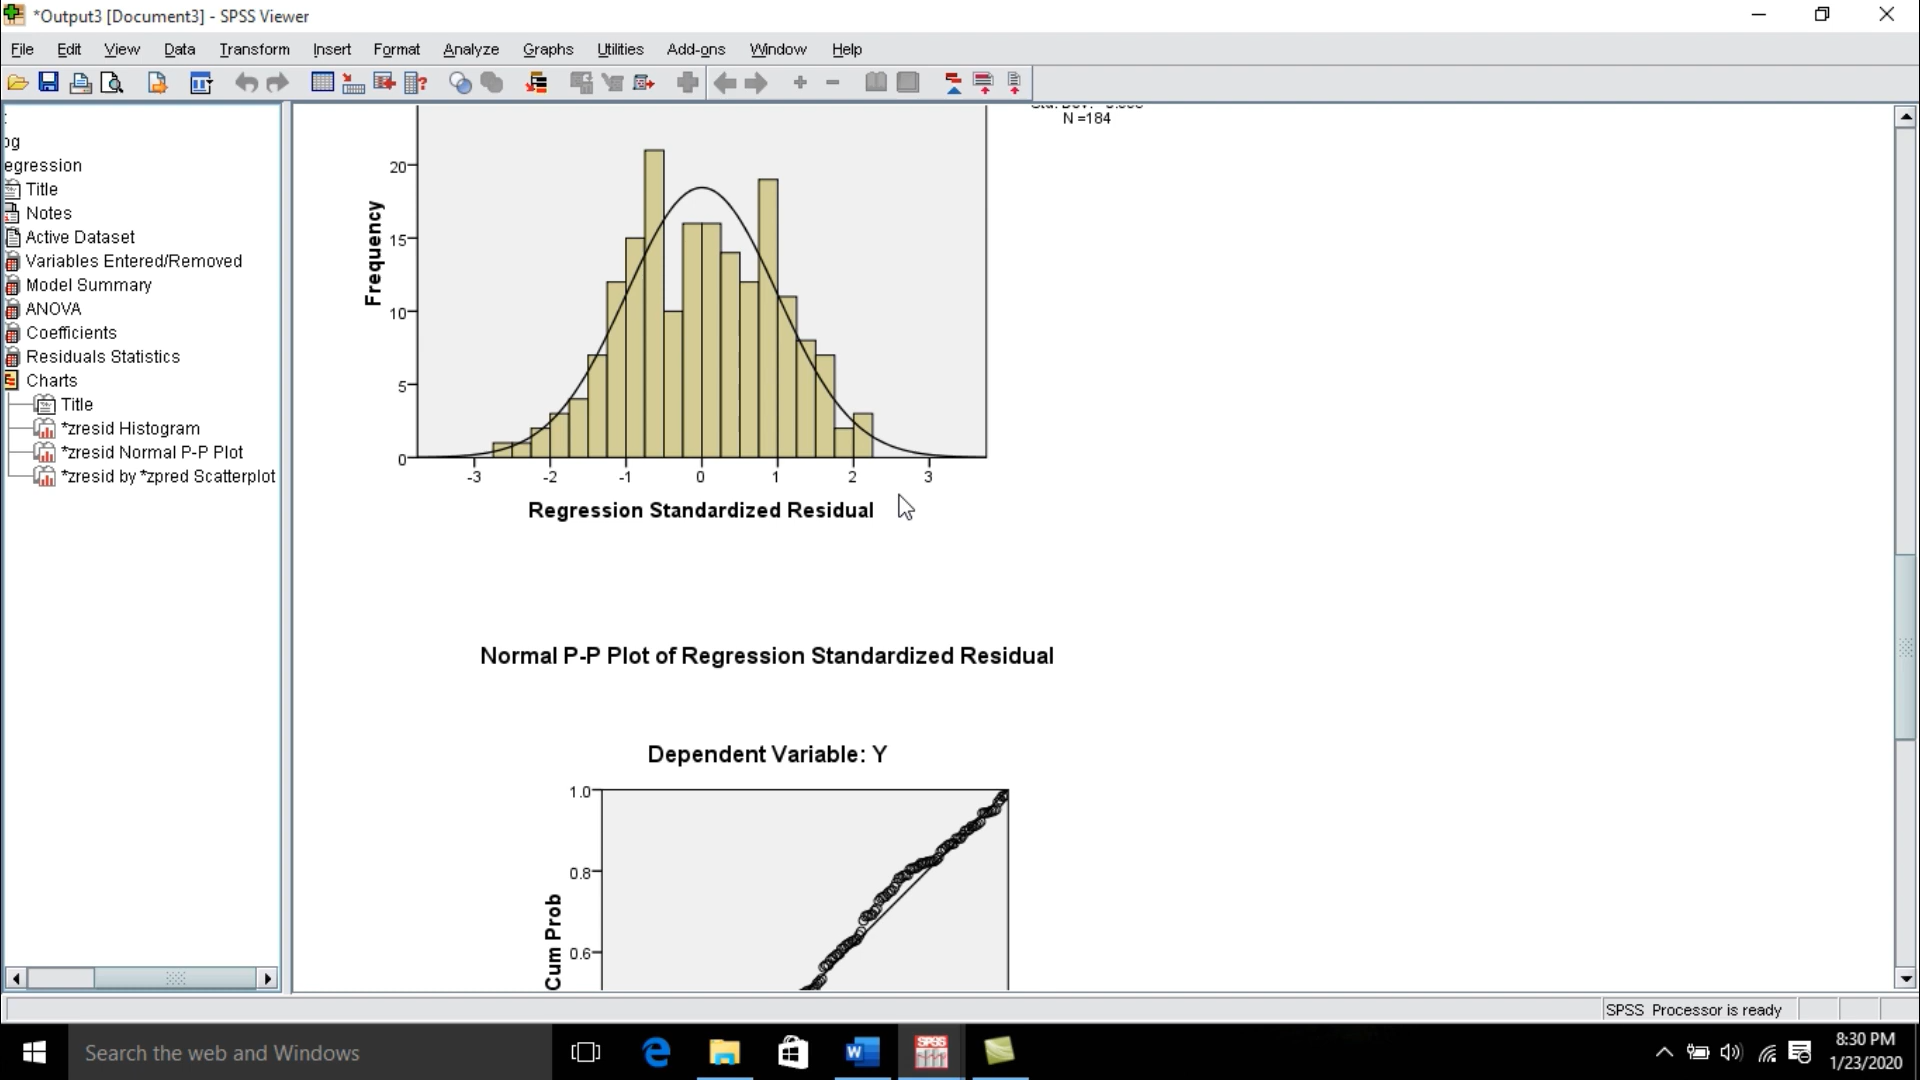 *Output3 [Document3] - SPSS Viewer
File Edit View Data Transform Insert Format Analyze Graphs Utilities Add-ons Window Help
og
egression
Title
Notes
Active Dataset
Variables Entered/Removed
Model Summary
ANOVA
Coefficients
Residuals Statistics
Charts
Title
*zresid Histogram
*zresid Normal P-P Plot
*zresid by *zpred Scatterplot
N =184
Frequency
20
15
10
5
0
-3 -2 -1 0 1 2 3
Regression Standardized Residual
Normal P-P Plot of Regression Standardized Residual
Dependent Variable: Y
1.0
0.8
0.6
Cum Prob
SPSS Processor is ready
Search the web and Windows
W
SPSS
8:30 PM
1/23/2020